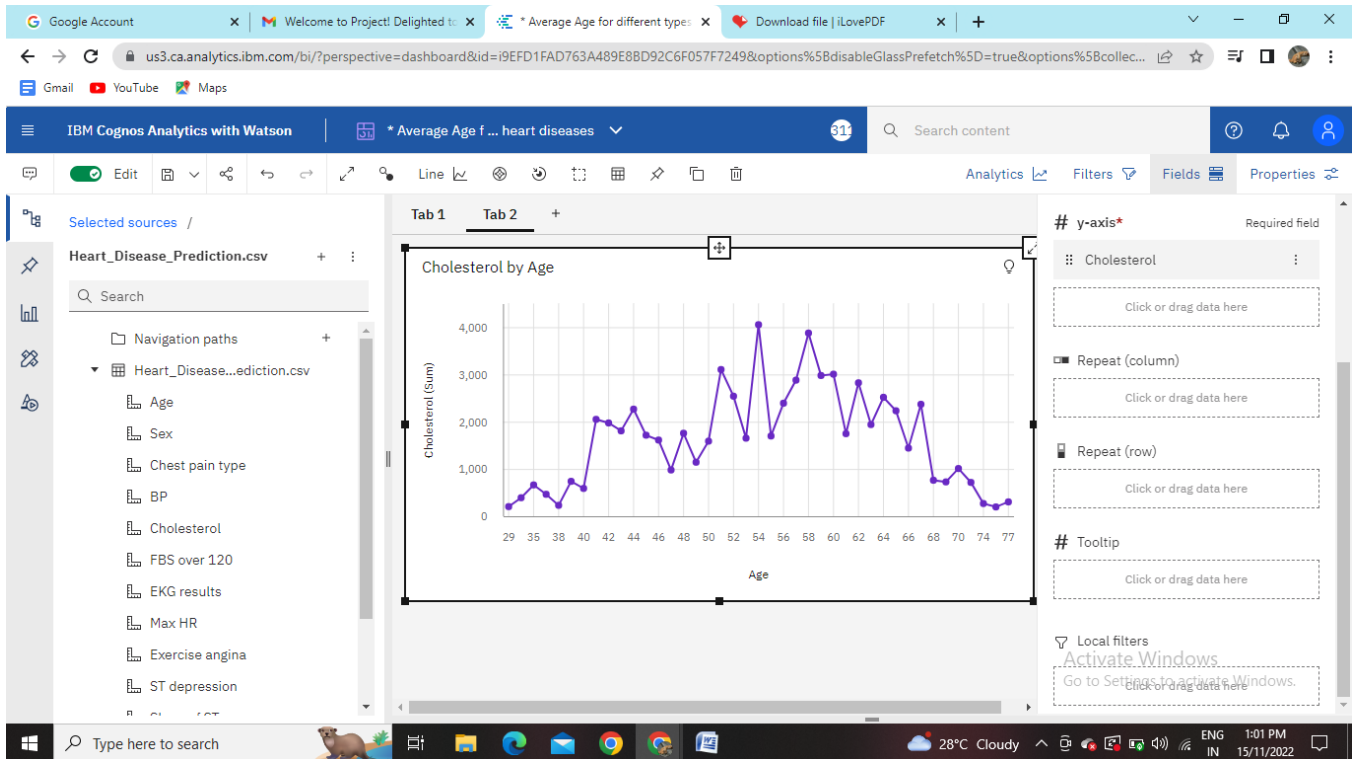 Google Account
Welcome to Project! Delighted to
* Average Age for different types
Download file | iLovePDF
us3.ca.analytics.ibm.com/bi/?perspective=dashboard&id=i9EFD1FAD763A489E8BD92C6F057F7249&options%5BdisableGlassPrefetch%5D=true&options%5Bcollec...
Gmail YouTube Maps
IBM Cognos Analytics with Watson
* Average Age f ... heart diseases
311
Search content
Edit
Line
Analytics
Filters
Fields
Properties
Selected sources /
Heart_Disease_Prediction.csv
Search
Navigation paths
Heart_Disease...ediction.csv
Age
Sex
Chest pain type
BP
Cholesterol
FBS over 120
EKG results
Max HR
Exercise angina
ST depression
Tab 1 Tab 2 +
Cholesterol by Age
Cholesterol (Sum)
4,000
3,000
2,000
1,000
0
29 35 38 40 42 44 46 48 50 52 54 56 58 60 62 64 66 68 70 74 77
Age
# y-axis*
Required field
Cholesterol
Click or drag data here
Repeat (column)
Click or drag data here
Repeat (row)
Click or drag data here
# Tooltip
Click or drag data here
Local filters
Click or drag data here
Activate Windows
Go to Settings to activate Windows.
Type here to search
28°C Cloudy
ENG
IN
1:01 PM
15/11/2022